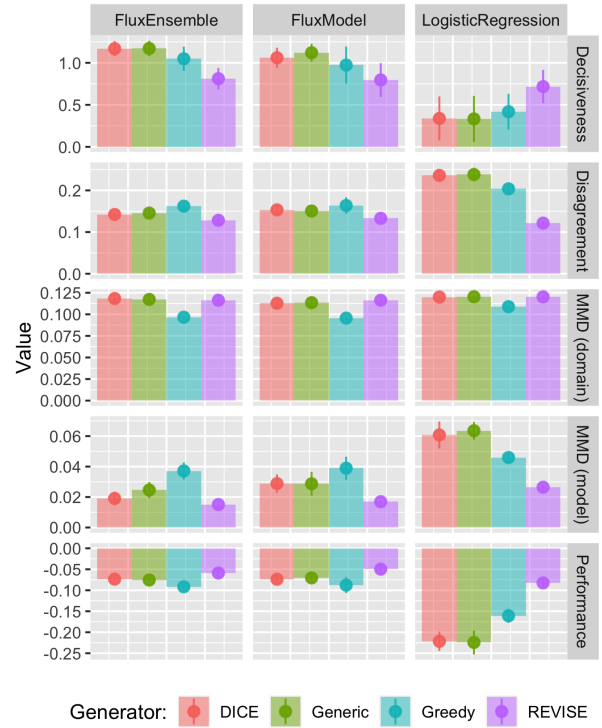 FluxEnsemble FluxModel LogisticRegression
1.0
0.5
0.0
Decisiveness
0.2
0.1
0.0
Disagreement
0.125
0.100
0.075
0.050
0.025
0.000
MMD (domain)
Value
0.06
0.04
0.02
0.00
MMD (model)
0.00
-0.05
-0.10
-0.15
-0.20
-0.25
Performance
Generator: DICE Generic Greedy REVISE